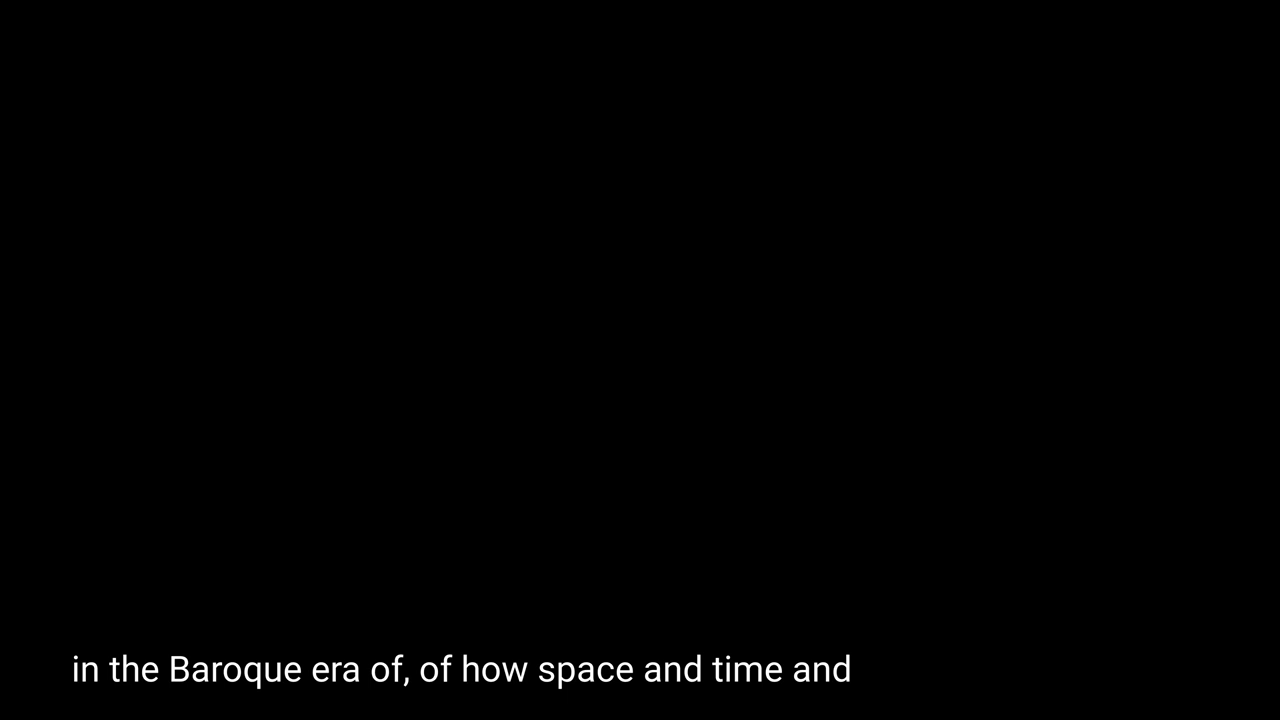 in the Baroque era of, of how space and time and